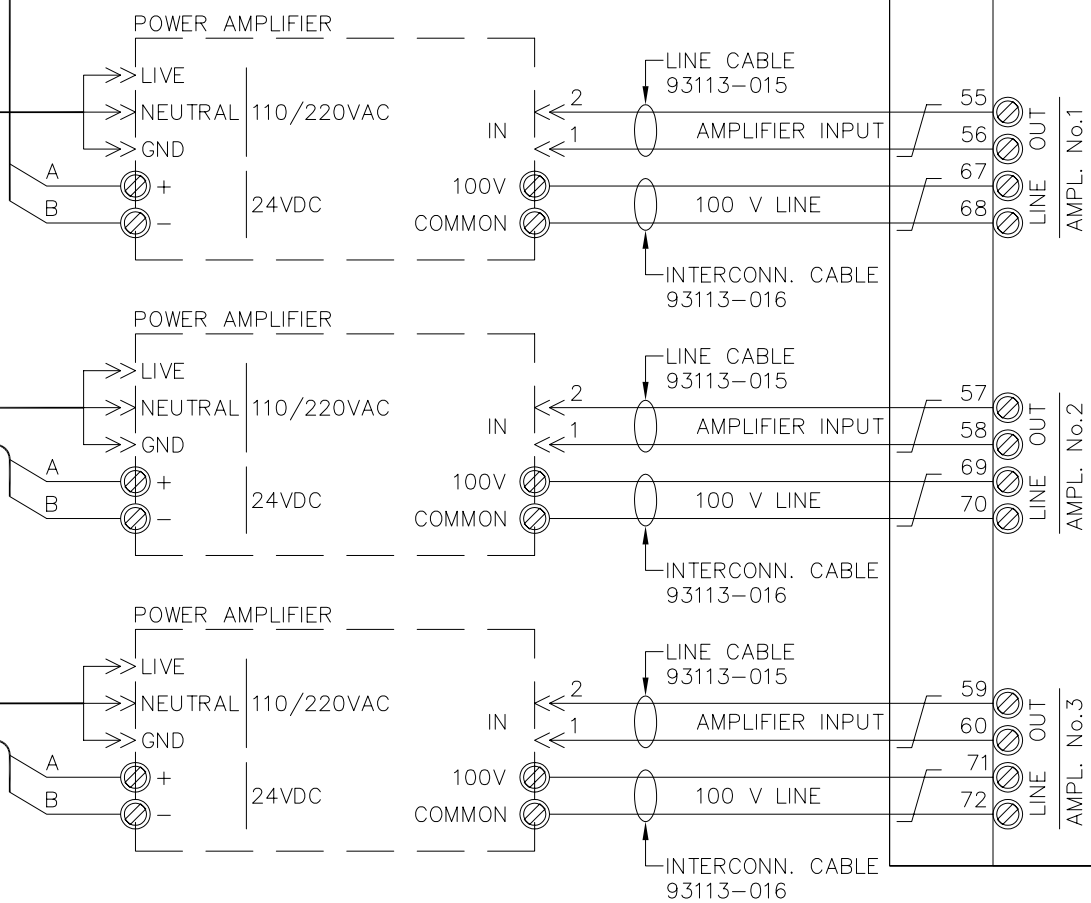 POWER AMPLIFIER
LIVE
NEUTRAL
GND
110/220VAC
A
+
B
–
24VDC
IN
100V
COMMON
2
1
LINE CABLE
93113–015
AMPLIFIER INPUT
100 V LINE
INTERCONN. CABLE
93113–016
55
56
67
68
OUT
LINE
AMPL. No.1
POWER AMPLIFIER
LIVE
NEUTRAL
GND
110/220VAC
A
+
B
–
24VDC
IN
100V
COMMON
2
1
LINE CABLE
93113–015
AMPLIFIER INPUT
100 V LINE
INTERCONN. CABLE
93113–016
57
58
69
70
OUT
LINE
AMPL. No.2
POWER AMPLIFIER
LIVE
NEUTRAL
GND
110/220VAC
A
+
B
–
24VDC
IN
100V
COMMON
2
1
LINE CABLE
93113–015
AMPLIFIER INPUT
100 V LINE
INTERCONN. CABLE
93113–016
59
60
71
72
OUT
LINE
AMPL. No.3